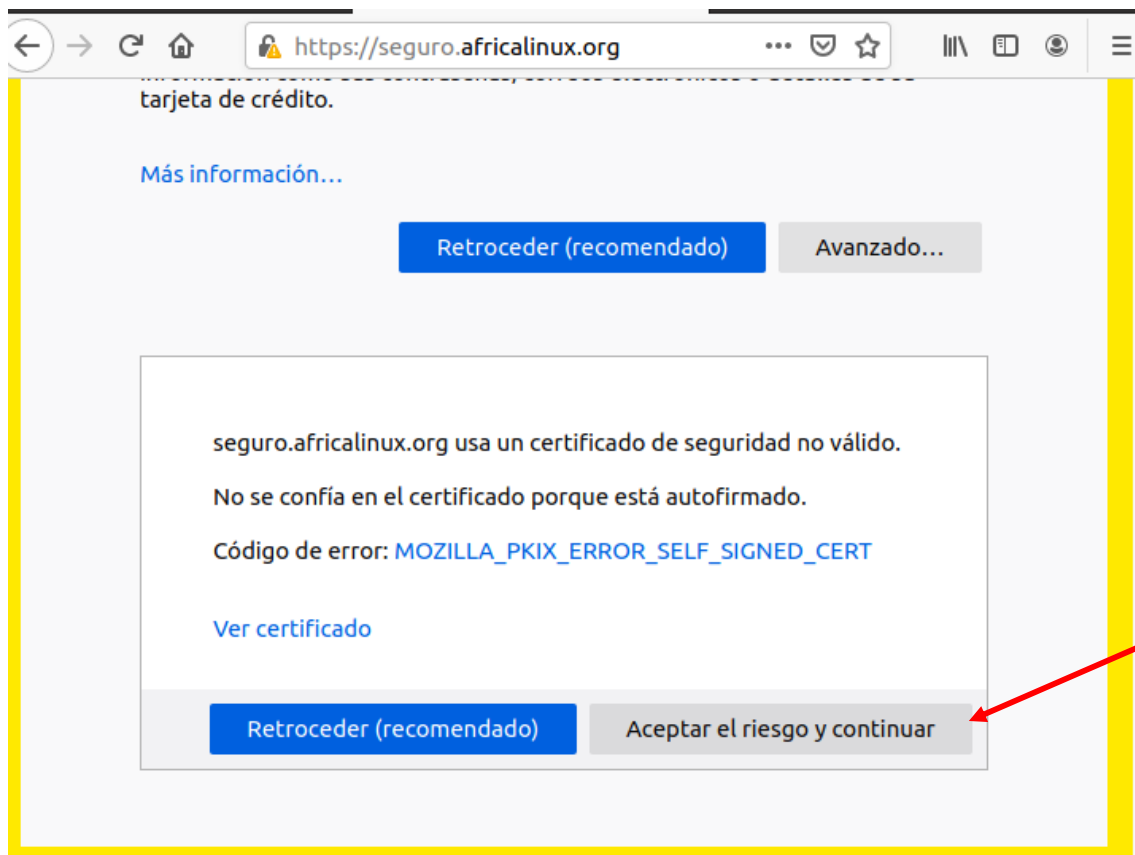 https://seguro.africalinux.org
tarjeta de crédito.
Más información…
Retroceder (recomendado)
Avanzado…
seguro.africalinux.org usa un certificado de seguridad no válido.
No se confía en el certificado porque está autofirmado.
Código de error: MOZILLA_PKIX_ERROR_SELF_SIGNED_CERT
Ver certificado
Retroceder (recomendado)
Aceptar el riesgo y continuar